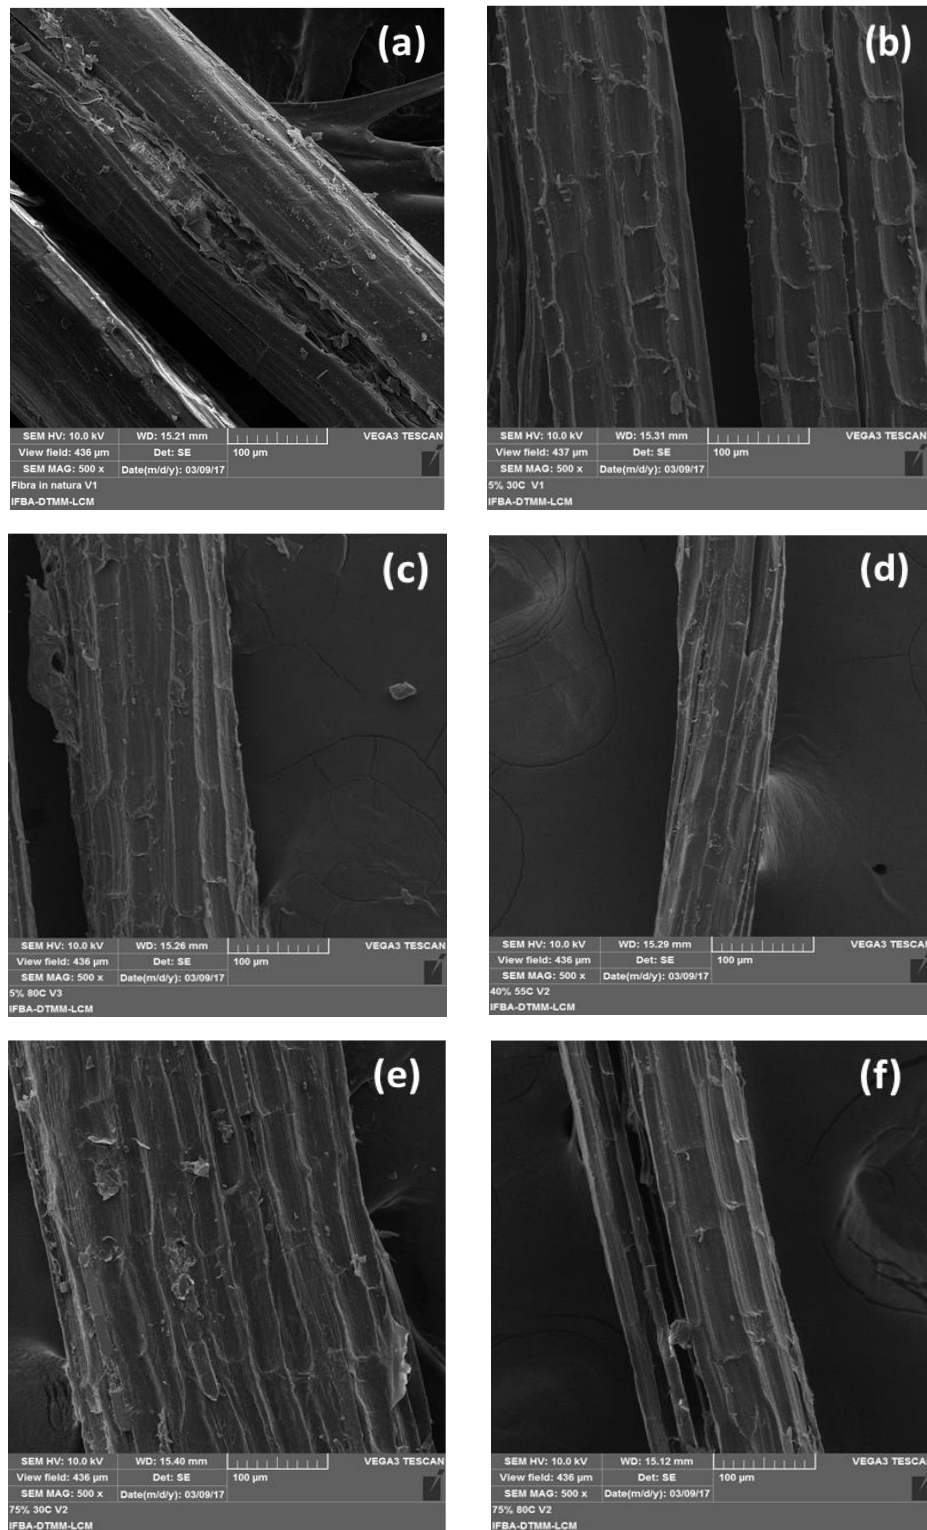 (a)
SEM HV: 10.0 kV WD: 15.21 mm VEGA3 TESCAN
View field: 436 µm Det: SE 100 µm
SEM MAG: 500 x Date(m/d/y): 03/09/17
Fibra in natura V1
IFBA-DTMM-LCM
(b)
SEM HV: 10.0 kV WD: 15.31 mm VEGA3 TESCAN
View field: 437 µm Det: SE 100 µm
SEM MAG: 500 x Date(m/d/y): 03/09/17
5% 30C V1
IFBA-DTMM-LCM
(c)
SEM HV: 10.0 kV WD: 15.26 mm VEGA3 TESCAN
View field: 436 µm Det: SE 100 µm
SEM MAG: 500 x Date(m/d/y): 03/09/17
5% 80C V3
IFBA-DTMM-LCM
(d)
SEM HV: 10.0 kV WD: 15.29 mm VEGA3 TESCAN
View field: 436 µm Det: SE 100 µm
SEM MAG: 500 x Date(m/d/y): 03/09/17
40% 55C V2
IFBA-DTMM-LCM
(e)
SEM HV: 10.0 kV WD: 15.40 mm VEGA3 TESCAN
View field: 436 µm Det: SE 100 µm
SEM MAG: 500 x Date(m/d/y): 03/09/17
75% 30C V2
IFBA-DTMM-LCM
(f)
SEM HV: 10.0 kV WD: 15.12 mm VEGA3 TESCAN
View field: 436 µm Det: SE 100 µm
SEM MAG: 500 x Date(m/d/y): 03/09/17
75% 80C V2
IFBA-DTMM-LCM